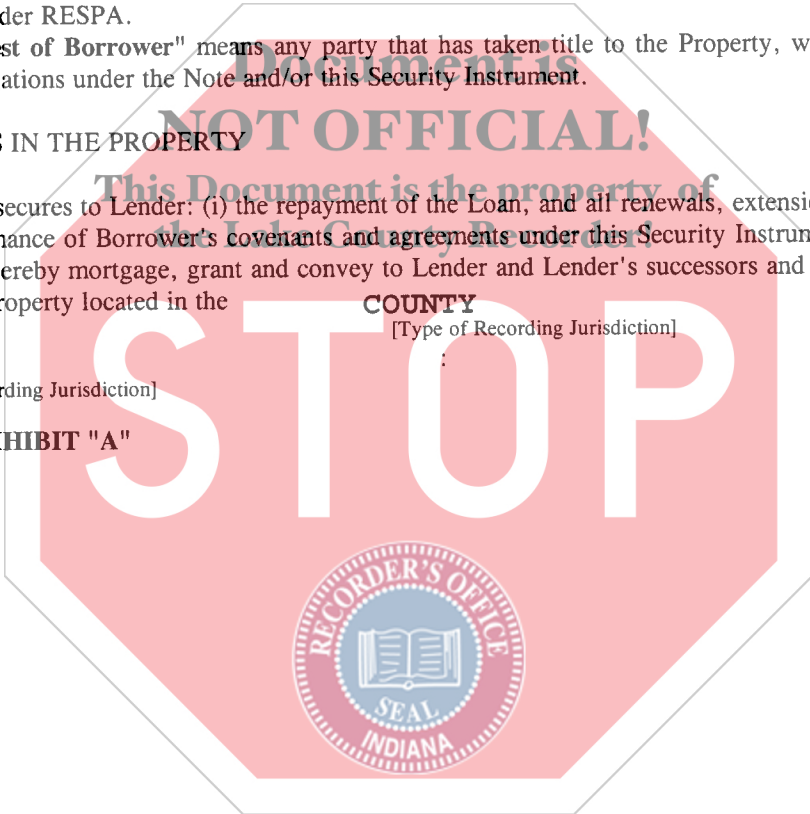 der RESPA.
st of Borrower" means any party that has taken title to the Property, w
Document is
ations under the Note and/or this Security Instrument.
NOT OFFICIAL!
IN THE PROPERTY
This Document is the property of
secures to Lender: (i) the repayment of the Loan, and all renewals, extensi
the Lake County Recorder!
nance of Borrower's covenants and agreements under this Security Instrum
ereby mortgage, grant and convey to Lender and Lender's successors and
roperty located in the COUNTY
[Type of Recording Jurisdiction]
:
rding Jurisdiction]
HIBIT "A"
STOP
RECORDER'S OFFICE
SEAL
INDIANA